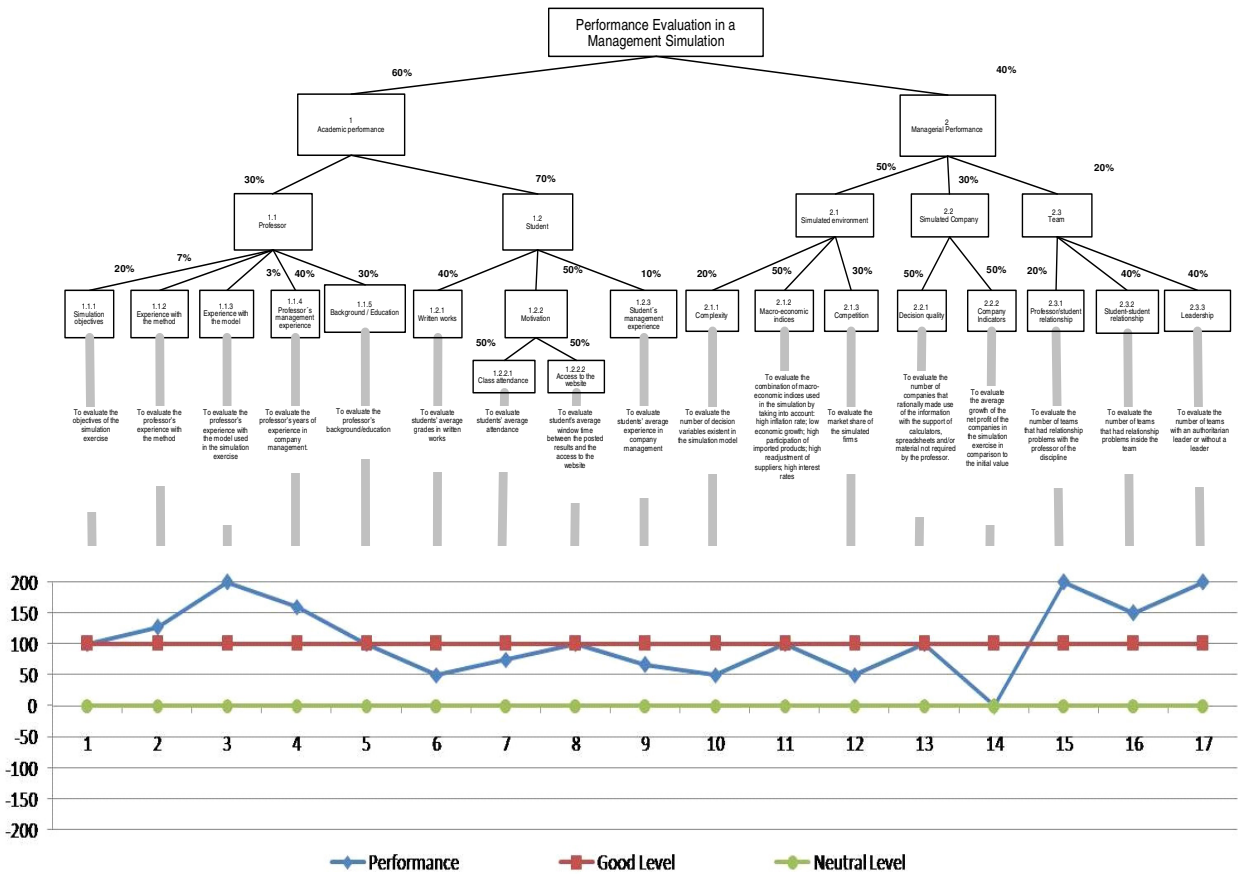 Performance Evaluation in a
Management Simulation
60%
40%
1
Academic performance
2
Managerial Performance
30%
70%
50%
30%
20%
1.1
Professor
1.2
Student
2.1
Simulated environment
2.2
Simulated Company
2.3
Team
20%
7%
3%
40%
30%
40%
50%
10%
20%
50%
30%
50%
50%
20%
40%
40%
1.1.1
Simulation
objectives
1.1.2
Experience with
the method
1.1.3
Experience with
the model
1.1.4
Professor´s
management
experience
1.1.5
Background / Education
1.2.1
Written works
1.2.2
Motivation
1.2.3
Student´s
management
experience
2.1.1
Complexity
2.1.2
Macro-economic
indices
2.1.3
Competition
2.2.1
Decision quality
2.2.2
Company
Indicators
2.3.1
Professor/student
relationship
2.3.2
Student-student
relationship
2.3.3
Leadership
50%
50%
1.2.2.1
Class attendance
1.2.2.2
Access to the
website
To evaluate the
objectives of the
simulation
exercise
To evaluate the
professor's
experience with
the method
To evaluate the
professor's
experience with
the model used
in the simulation
exercise
To evaluate the
professor's years of
experience in
company
management.
To evaluate the
professor's
background/education
To evaluate
students' average
grades in written
works
To evaluate
students' average
attendance
To evaluate
student's average
window time
between the posted
results and the
access to the
website
To evaluate
students' average
experience in
company
management
To evaluate the
number of decision
variables existent in
the simulation model
To evaluate the
combination of macro-
economic indices used
in the simulation by
taking into account:
high inflation rate; low
economic growth; high
participation of
imported products; high
readjustment of
suppliers; high interest
rates
To evaluate the
market share of
the simulated
firms
To evaluate the
number of
companies that
rationally made use
of the information
with the support of
calculators,
spreadsheets and/or
material not required
by the professor.
To evaluate
the average
growth of the
net profit of the
companies in
the simulation
exercise in
comparison to
the initial value
To evaluate the
number of teams
that had relationship
problems with the
professor of the
discipline
To evaluate the
number of teams
that had relationship
problems inside the
team
To evaluate the
number of teams
with an authoritarian
leader or without a
leader
200
150
100
50
0
-50
-100
-150
-200
1 2 3 4 5 6 7 8 9 10 11 12 13 14 15 16 17
Performance Good Level Neutral Level